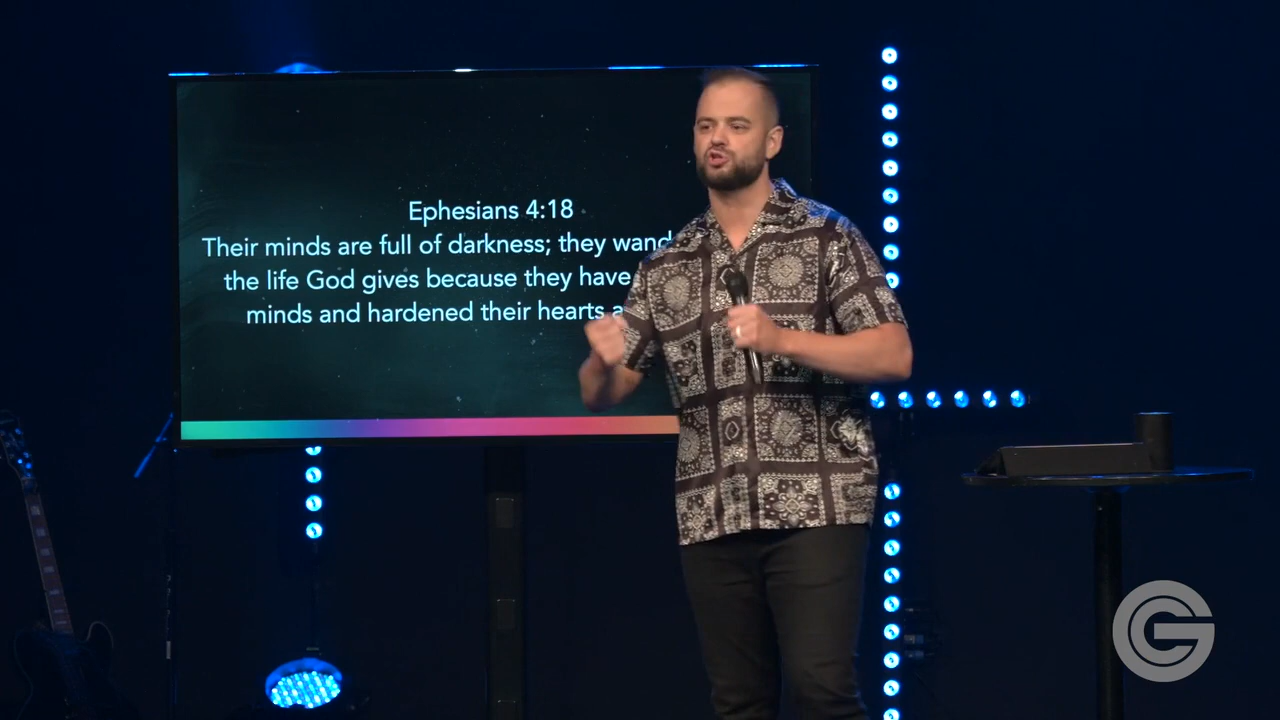 Ephesians 4:18
Their minds are full of darkness; they
the life God gives because they have
minds and hardened their hearts